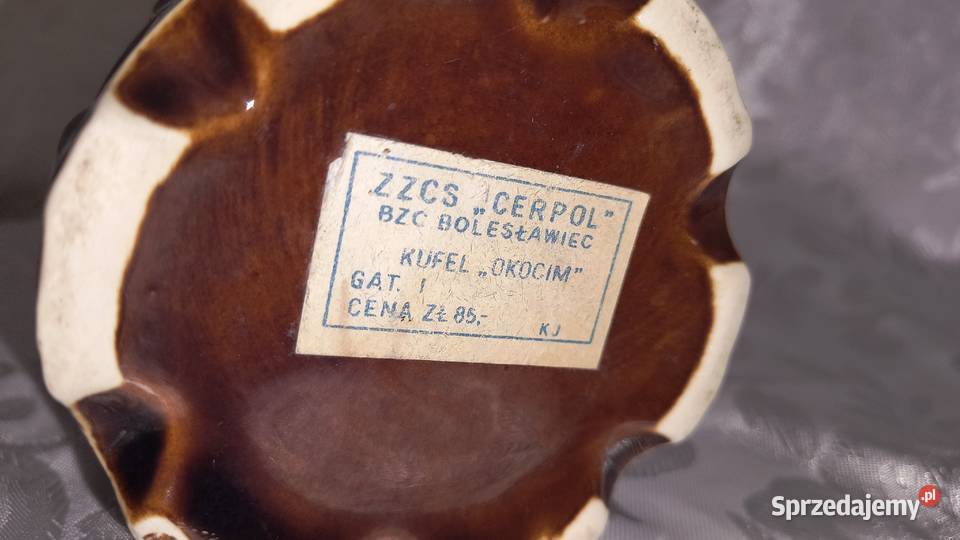 ZZCS „CERPOL”
BZC BOLESŁAWIEC
KUFEL „OKOCIM”
GAT. I
CENA ZŁ 85,-
KJ
Sprzedajemy.pl